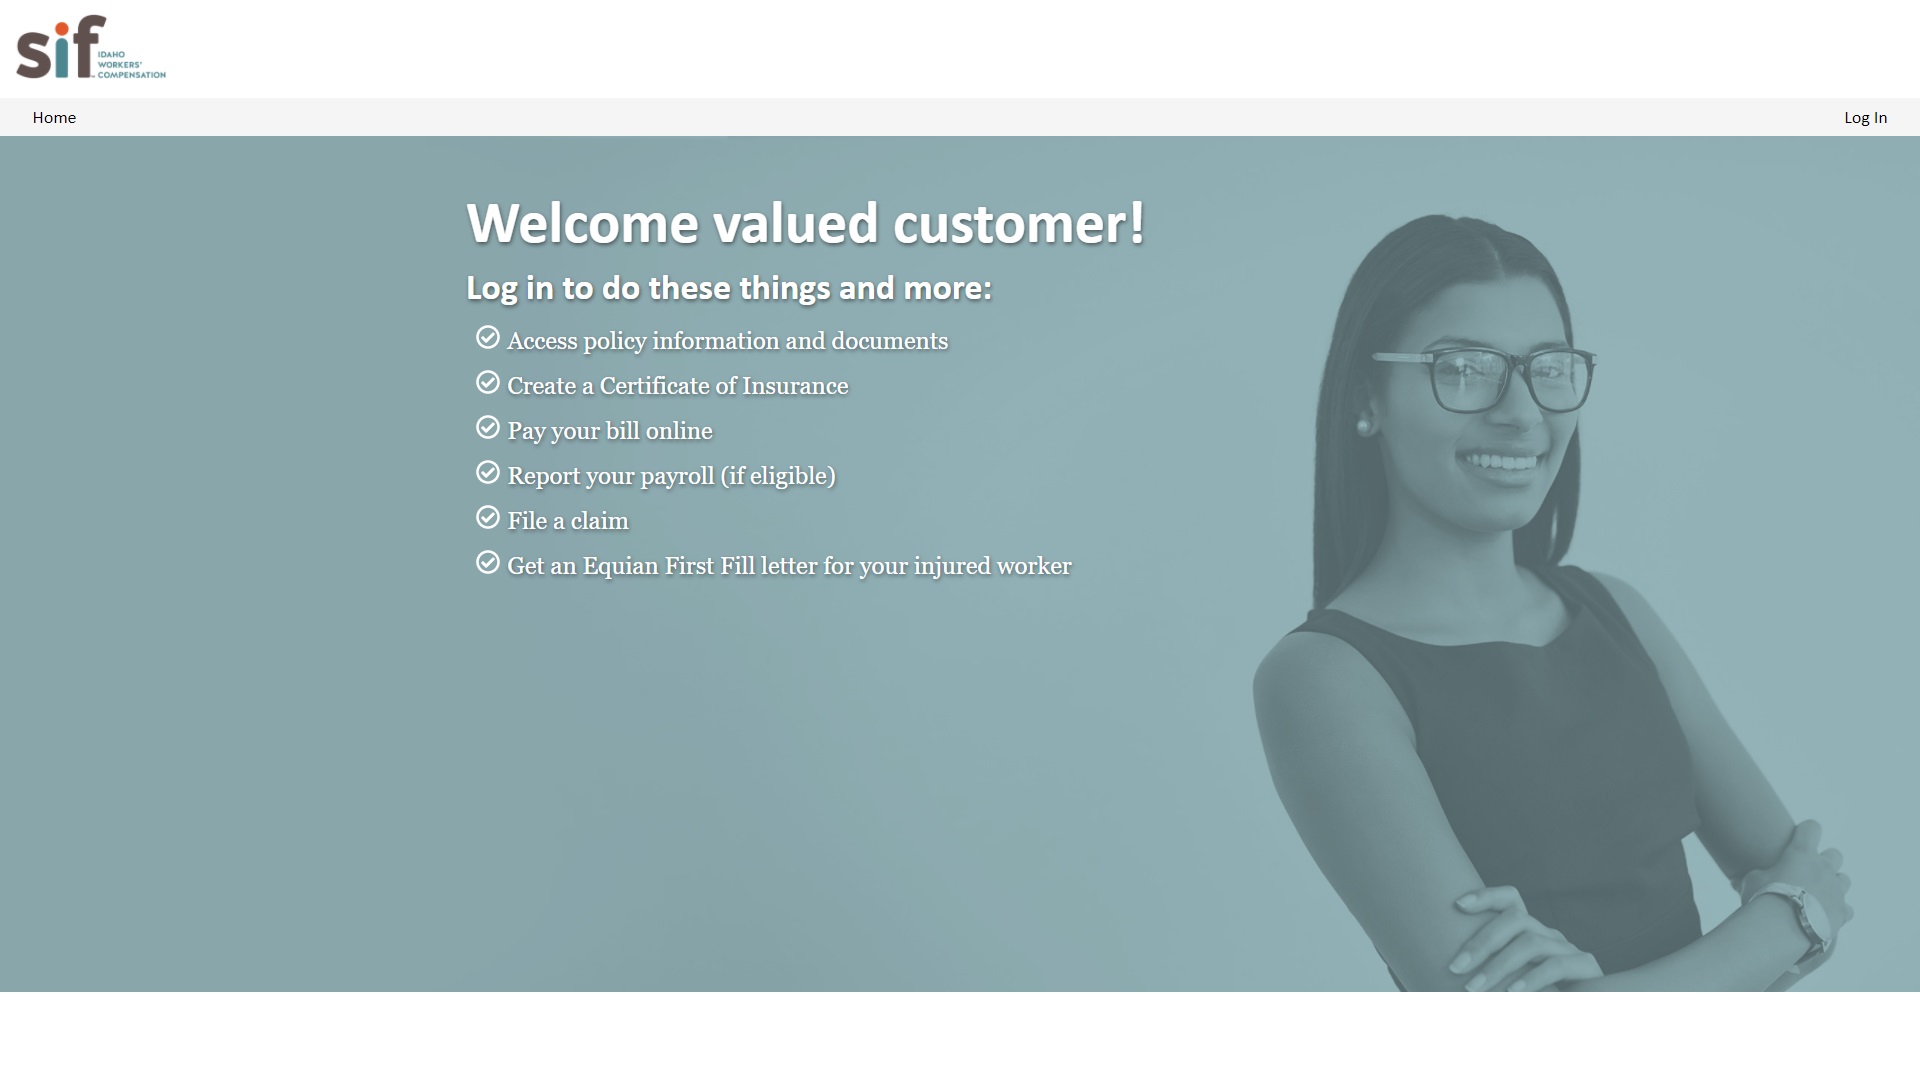 sif
IDAHO
WORKERS'
COMPENSATION
Home
Log In
Welcome valued customer!
Log in to do these things and more:
Access policy information and documents
Create a Certificate of Insurance
Pay your bill online
Report your payroll (if eligible)
File a claim
Get an Equian First Fill letter for your injured worker